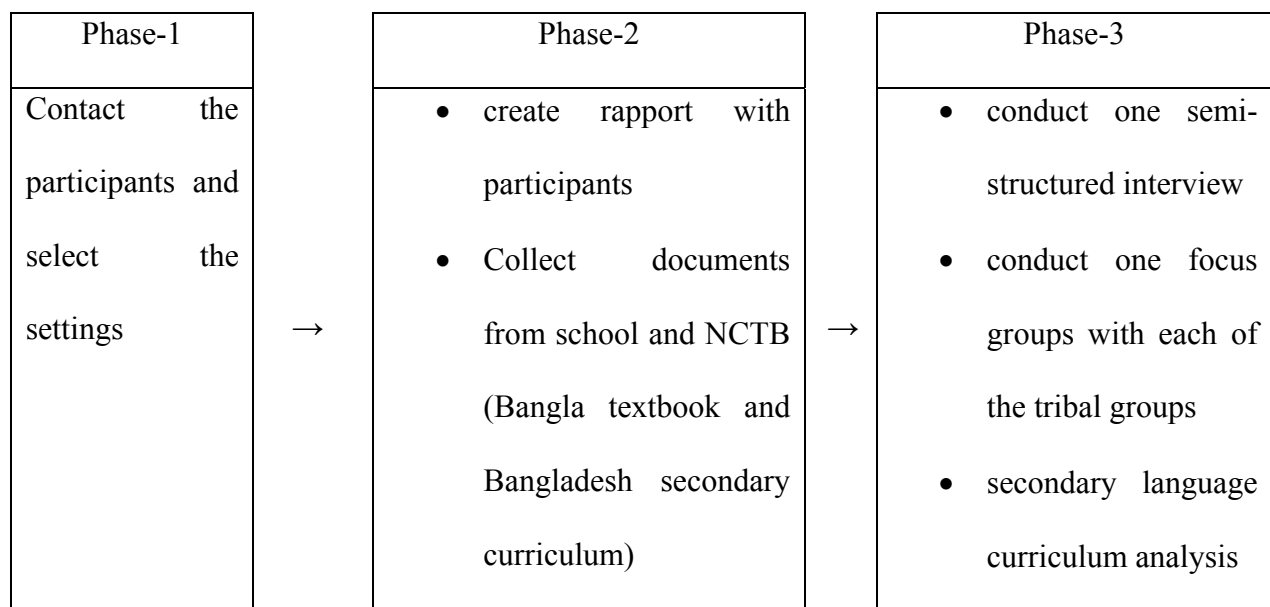 Phase-1
Contact the
participants and
select the
settings
→
Phase-2
• create rapport with
participants
• Collect documents
from school and NCTB
(Bangla textbook and
Bangladesh secondary
curriculum)
→
Phase-3
• conduct one semi-
structured interview
• conduct one focus
groups with each of
the tribal groups
• secondary language
curriculum analysis